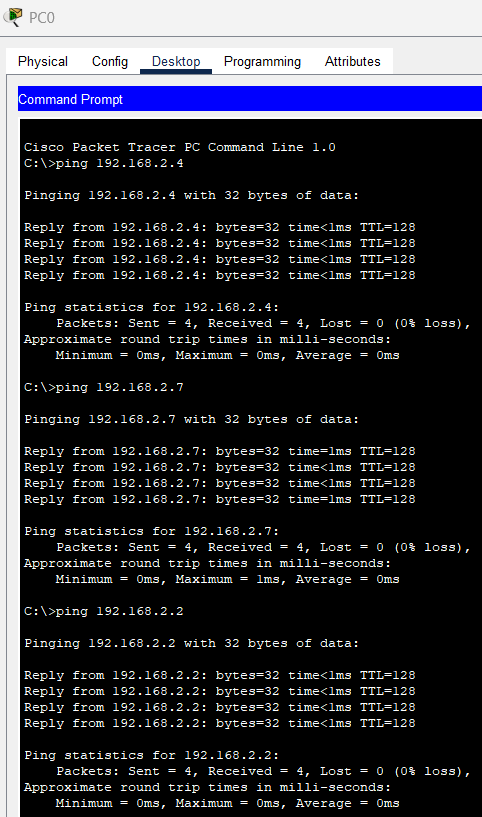 PC0
Physical Config Desktop Programming Attributes
Command Prompt
Cisco Packet Tracer PC Command Line 1.0
C:\>ping 192.168.2.4
Pinging 192.168.2.4 with 32 bytes of data:
Reply from 192.168.2.4: bytes=32 time<1ms TTL=128
Reply from 192.168.2.4: bytes=32 time<1ms TTL=128
Reply from 192.168.2.4: bytes=32 time<1ms TTL=128
Reply from 192.168.2.4: bytes=32 time<1ms TTL=128
Ping statistics for 192.168.2.4:
Packets: Sent = 4, Received = 4, Lost = 0 (0% loss),
Approximate round trip times in milli-seconds:
Minimum = 0ms, Maximum = 0ms, Average = 0ms
C:\>ping 192.168.2.7
Pinging 192.168.2.7 with 32 bytes of data:
Reply from 192.168.2.7: bytes=32 time=1ms TTL=128
Reply from 192.168.2.7: bytes=32 time<1ms TTL=128
Reply from 192.168.2.7: bytes=32 time<1ms TTL=128
Reply from 192.168.2.7: bytes=32 time=1ms TTL=128
Ping statistics for 192.168.2.7:
Packets: Sent = 4, Received = 4, Lost = 0 (0% loss),
Approximate round trip times in milli-seconds:
Minimum = 0ms, Maximum = 1ms, Average = 0ms
C:\>ping 192.168.2.2
Pinging 192.168.2.2 with 32 bytes of data:
Reply from 192.168.2.2: bytes=32 time<1ms TTL=128
Reply from 192.168.2.2: bytes=32 time<1ms TTL=128
Reply from 192.168.2.2: bytes=32 time<1ms TTL=128
Reply from 192.168.2.2: bytes=32 time<1ms TTL=128
Ping statistics for 192.168.2.2:
Packets: Sent = 4, Received = 4, Lost = 0 (0% loss),
Approximate round trip times in milli-seconds:
Minimum = 0ms, Maximum = 0ms, Average = 0ms